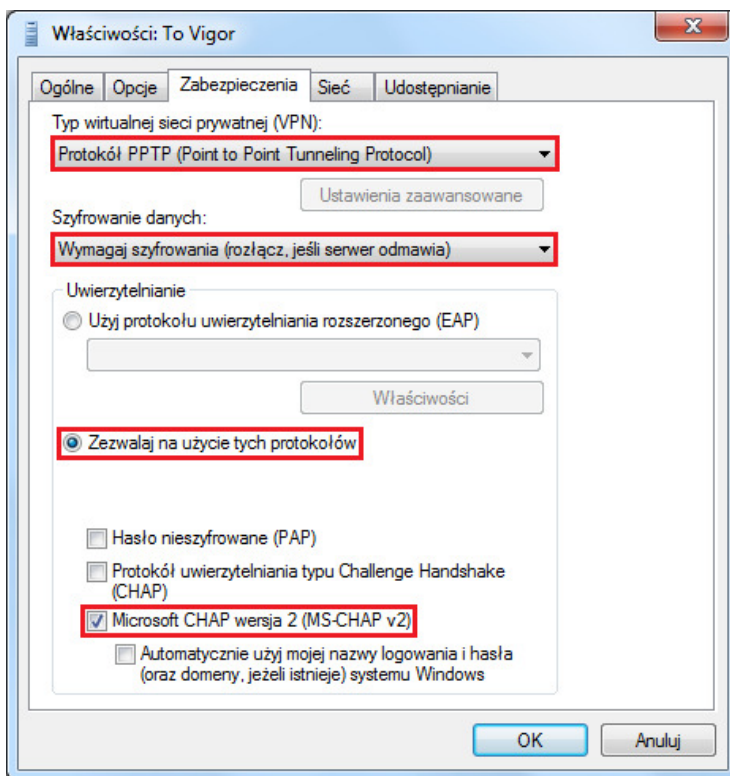 Właściwości: To Vigor
Ogólne Opcje Zabezpieczenia Sieć Udostępnianie
Typ wirtualnej sieci prywatnej (VPN):
Protokół PPTP (Point to Point Tunneling Protocol)
Ustawienia zaawansowane
Szyfrowanie danych:
Wymagaj szyfrowania (rozłącz, jeśli serwer odmawia)
Uwierzytelnianie
Użyj protokołu uwierzytelniania rozszerzonego (EAP)
Właściwości
Zezwalaj na użycie tych protokołów
Hasło nieszyfrowane (PAP)
Protokół uwierzytelniania typu Challenge Handshake
(CHAP)
Microsoft CHAP wersja 2 (MS-CHAP v2)
Automatycznie użyj mojej nazwy logowania i hasła
(oraz domeny, jeżeli istnieje) systemu Windows
OK Anuluj